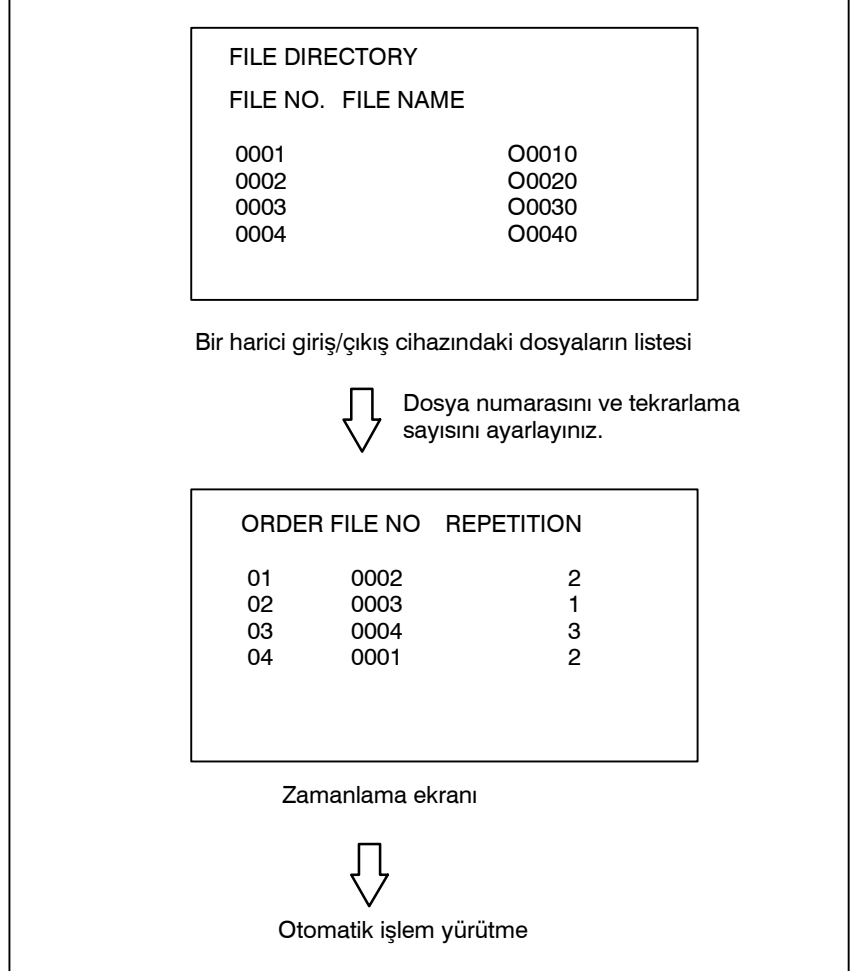 FILE DIRECTORY
FILE NO. FILE NAME
0001 O0010
0002 O0020
0003 O0030
0004 O0040
Bir harici giriş/çıkış cihazındaki dosyaların listesi
Dosya numarasını ve tekrarlama
sayısını ayarlayınız.
ORDER FILE NO REPETITION
01 0002 2
02 0003 1
03 0004 3
04 0001 2
Zamanlama ekranı
Otomatik işlem yürütme